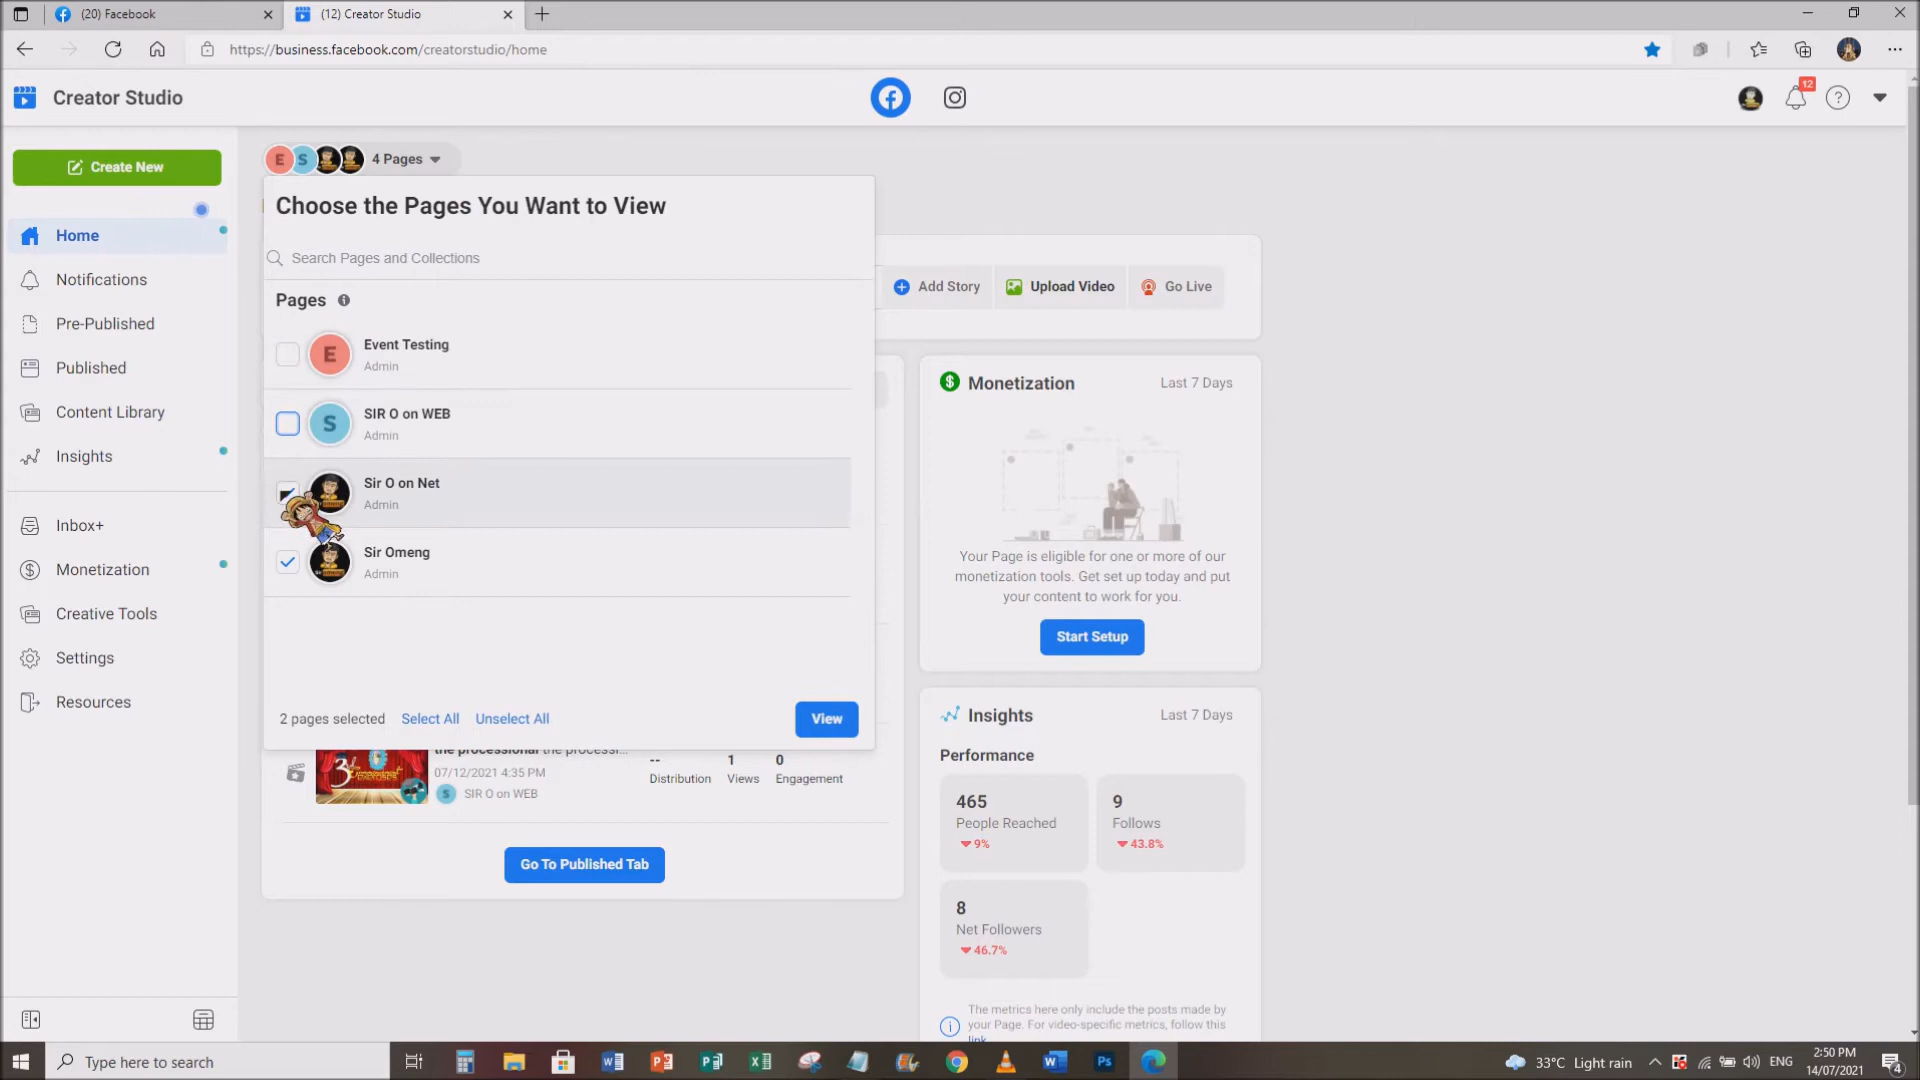 (20) Facebook
(12) Creator Studio
https://business.facebook.com/creatorstudio/home
Creator Studio
12
Create New
E S 4 Pages
Choose the Pages You Want to View
Home
Search Pages and Collections
Notifications
Add Story
Upload Video
Go Live
Pages
Pre-Published
E
Event Testing
Admin
Published
Monetization
Last 7 Days
Content Library
S
SIR O on WEB
Admin
Insights
Sir O on Net
Admin
Inbox+
Sir Omeng
Admin
Your Page is eligible for one or more of our
monetization tools. Get set up today and put
your content to work for you.
Monetization
Creative Tools
Start Setup
Settings
Resources
2 pages selected
Select All
Unselect All
View
Insights
Last 7 Days
the processional the processi...
07/12/2021 4:35 PM
S SIR O on WEB
--
Distribution
1
Views
0
Engagement
Performance
465
People Reached
9%
9
Follows
43.8%
Go To Published Tab
8
Net Followers
46.7%
The metrics here only include the posts made by
your Page. For video-specific metrics, follow this
link.
Type here to search
33°C Light rain
ENG
2:50 PM
14/07/2021
4